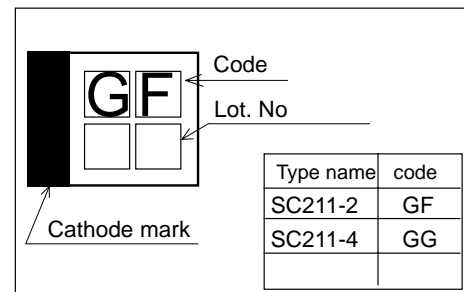 GF
Code
Lot. No
Cathode mark
Type name code
SC211-2 GF
SC211-4 GG